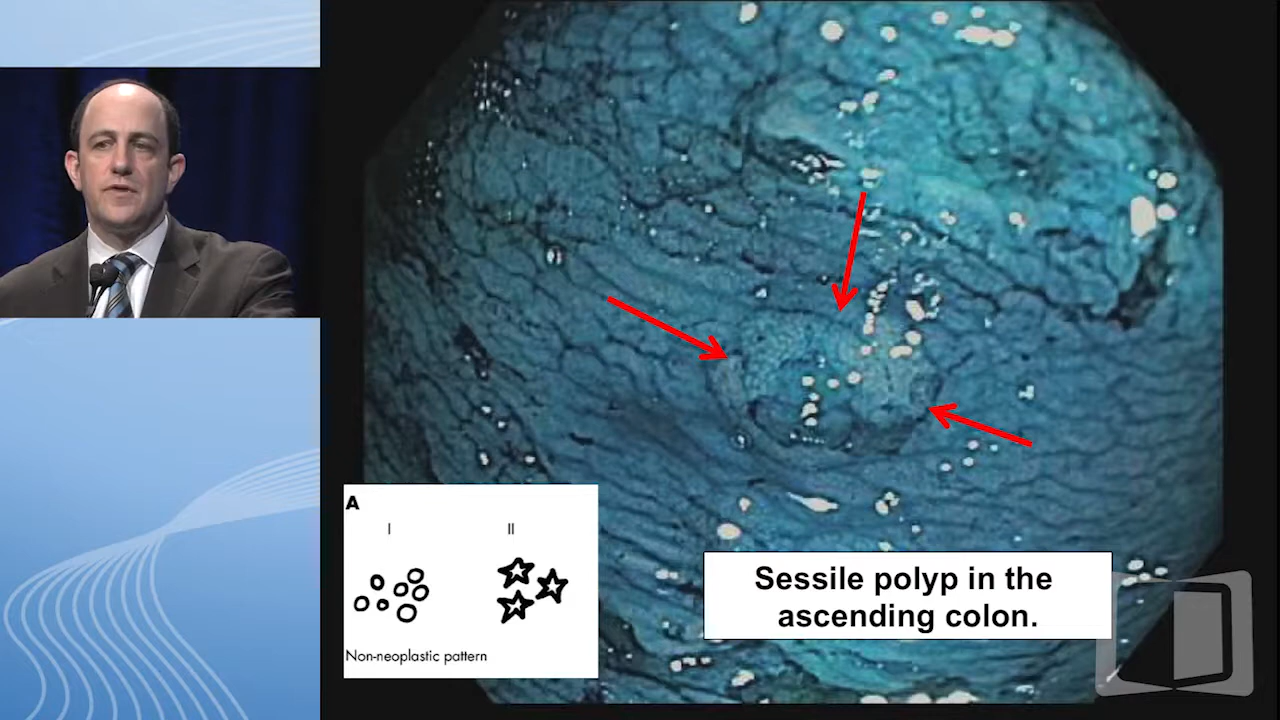 A
I II
Non-neoplastic pattern
Sessile polyp in the
ascending colon.